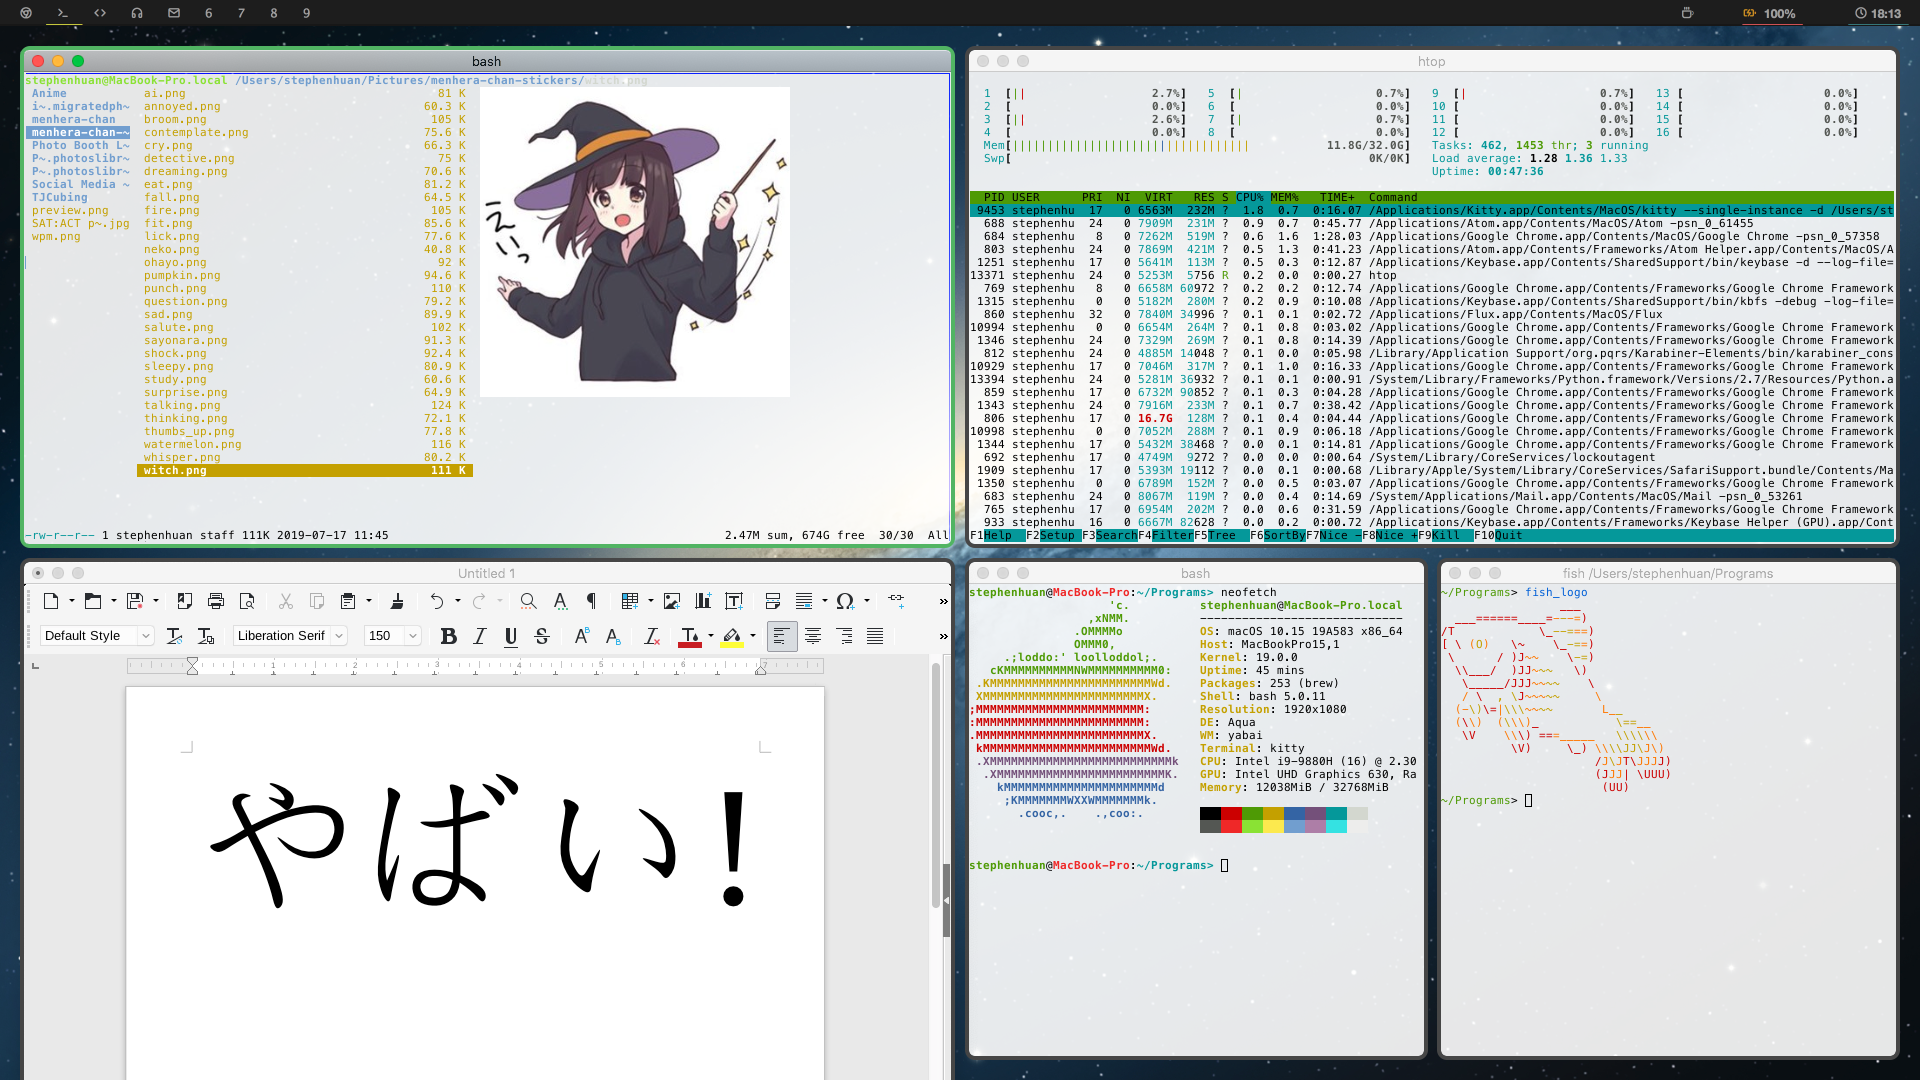 6 7 8 9 100% 18:13
bash
stephenhuan@MacBook-Pro.local /Users/stephenhuan/Pictures/menhera-chan-stickers/witch.png
Anime
i~.migratedph~
menhera-chan
menhera-chan-~
Photo Booth L~
P~.photoslibr~
P~.photoslibr~
Social Media ~
TJCubing
preview.png
SAT:ACT p~.jpg
wpm.png
ai.png 81 K
annoyed.png 60.3 K
broom.png 105 K
contemplate.png 75.6 K
cry.png 66.3 K
detective.png 75 K
dreaming.png 70.6 K
eat.png 81.2 K
fall.png 64.5 K
fire.png 105 K
fit.png 85.6 K
lick.png 77.6 K
neko.png 40.8 K
ohayo.png 92 K
pumpkin.png 94.6 K
punch.png 110 K
question.png 79.2 K
sad.png 89.9 K
salute.png 102 K
sayonara.png 91.3 K
shock.png 92.4 K
sleepy.png 80.9 K
study.png 60.6 K
surprise.png 64.9 K
talking.png 124 K
thinking.png 72.1 K
thumbs_up.png 77.8 K
watermelon.png 116 K
whisper.png 80.2 K
witch.png 111 K
えいっ
-rw-r--r-- 1 stephenhuan staff 111K 2019-07-17 11:45 2.47M sum, 674G free 30/30 All
htop
1 [|| 2.7%] 5 [| 0.7%] 9 [| 0.7%] 13 [ 0.0%]
2 [ 0.0%] 6 [ 0.0%] 10 [ 0.0%] 14 [ 0.0%]
3 [|| 2.6%] 7 [| 0.7%] 11 [ 0.0%] 15 [ 0.0%]
4 [ 0.0%] 8 [ 0.0%] 12 [ 0.0%] 16 [ 0.0%]
Mem[|||||||||||||||||||||||||||||||||| 11.8G/32.0G] Tasks: 462, 1453 thr; 3 running
Swp[ 0K/0K] Load average: 1.28 1.36 1.33
Uptime: 00:47:36
PID USER PRI NI VIRT RES S CPU% MEM% TIME+ Command
9453 stephenhu 17 0 6563M 232M ? 1.8 0.7 0:16.07 /Applications/Kitty.app/Contents/MacOS/kitty --single-instance -d /Users/st
688 stephenhu 24 0 7909M 231M ? 0.9 0.7 0:45.77 /Applications/Atom.app/Contents/MacOS/Atom -psn_0_61455
684 stephenhu 8 0 7262M 519M ? 0.6 1.6 1:28.03 /Applications/Google Chrome.app/Contents/MacOS/Google Chrome -psn_0_57358
803 stephenhu 24 0 7869M 421M ? 0.5 1.3 0:41.23 /Applications/Atom.app/Contents/Frameworks/Atom Helper.app/Contents/MacOS/A
1251 stephenhu 17 0 5641M 113M ? 0.5 0.3 0:12.87 /Applications/Keybase.app/Contents/SharedSupport/bin/keybase -d --log-file=
13371 stephenhu 24 0 5253M 5756 R 0.2 0.0 0:00.27 htop
769 stephenhu 8 0 6658M 60972 ? 0.2 0.2 0:12.74 /Applications/Google Chrome.app/Contents/Frameworks/Google Chrome Framework
1315 stephenhu 0 0 5182M 280M ? 0.2 0.9 0:10.08 /Applications/Keybase.app/Contents/SharedSupport/bin/kbfs -debug -log-file=
860 stephenhu 32 0 7840M 34996 ? 0.1 0.1 0:02.72 /Applications/Flux.app/Contents/MacOS/Flux
10994 stephenhu 0 0 6654M 264M ? 0.1 0.8 0:03.02 /Applications/Google Chrome.app/Contents/Frameworks/Google Chrome Framework
1346 stephenhu 24 0 7329M 269M ? 0.1 0.8 0:14.39 /Applications/Google Chrome.app/Contents/Frameworks/Google Chrome Framework
812 stephenhu 24 0 4885M 14048 ? 0.1 0.0 0:05.98 /Library/Application Support/org.pqrs/Karabiner-Elements/bin/karabiner_cons
10929 stephenhu 17 0 7046M 317M ? 0.1 1.0 0:16.33 /Applications/Google Chrome.app/Contents/Frameworks/Google Chrome Framework
13394 stephenhu 24 0 5281M 36932 ? 0.1 0.1 0:00.91 /System/Library/Frameworks/Python.framework/Versions/2.7/Resources/Python.a
859 stephenhu 17 0 6732M 90852 ? 0.1 0.3 0:04.28 /Applications/Google Chrome.app/Contents/Frameworks/Google Chrome Framework
1343 stephenhu 24 0 7916M 233M ? 0.1 0.7 0:38.42 /Applications/Google Chrome.app/Contents/Frameworks/Google Chrome Framework
806 stephenhu 17 0 16.7G 128M ? 0.1 0.4 0:04.44 /Applications/Google Chrome.app/Contents/Frameworks/Google Chrome Framework
10998 stephenhu 0 0 7052M 288M ? 0.1 0.9 0:06.18 /Applications/Google Chrome.app/Contents/Frameworks/Google Chrome Framework
1344 stephenhu 17 0 5432M 38468 ? 0.0 0.1 0:14.81 /Applications/Google Chrome.app/Contents/Frameworks/Google Chrome Framework
692 stephenhu 17 0 4749M 9272 ? 0.0 0.0 0:00.64 /System/Library/CoreServices/lockoutagent
1909 stephenhu 17 0 5393M 19112 ? 0.0 0.1 0:00.68 /Library/Apple/System/Library/CoreServices/SafariSupport.bundle/Contents/Ma
1350 stephenhu 0 0 6789M 152M ? 0.0 0.5 0:03.07 /Applications/Google Chrome.app/Contents/Frameworks/Google Chrome Framework
683 stephenhu 24 0 8067M 119M ? 0.0 0.4 0:14.69 /System/Applications/Mail.app/Contents/MacOS/Mail -psn_0_53261
765 stephenhu 17 0 6954M 202M ? 0.0 0.6 0:31.59 /Applications/Google Chrome.app/Contents/Frameworks/Google Chrome Framework
933 stephenhu 16 0 6667M 82628 ? 0.0 0.2 0:00.72 /Applications/Keybase.app/Contents/Frameworks/Keybase Helper (GPU).app/Cont
F1Help F2Setup F3SearchF4FilterF5Tree F6SortByF7Nice -F8Nice +F9Kill F10Quit
Untitled 1
Default Style Liberation Serif 150
1 2 3 4 5 6 7
やばい!
bash
stephenhuan@MacBook-Pro:~/Programs> neofetch
stephenhuan@MacBook-Pro.local
-----------------------------
OS: macOS 10.15 19A583 x86_64
Host: MacBookPro15,1
Kernel: 19.0.0
Uptime: 45 mins
Packages: 253 (brew)
Shell: bash 5.0.11
Resolution: 1920x1080
DE: Aqua
WM: yabai
Terminal: kitty
CPU: Intel i9-9880H (16) @ 2.30
GPU: Intel UHD Graphics 630, Ra
Memory: 12038MiB / 32768MiB
stephenhuan@MacBook-Pro:~/Programs>
fish /Users/stephenhuan/Programs
~/Programs> fish_logo
~/Programs>